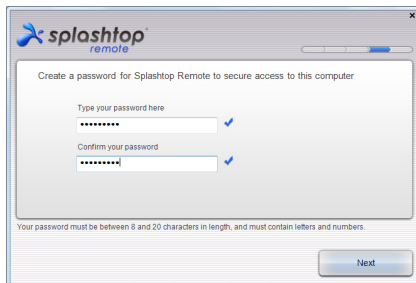 splashtop
remote
Create a password for Splashtop Remote to secure access to this computer
Type your password here
•••••••••
Confirm your password
•••••••••
Your password must be between 8 and 20 characters in length, and must contain letters and numbers.
Next